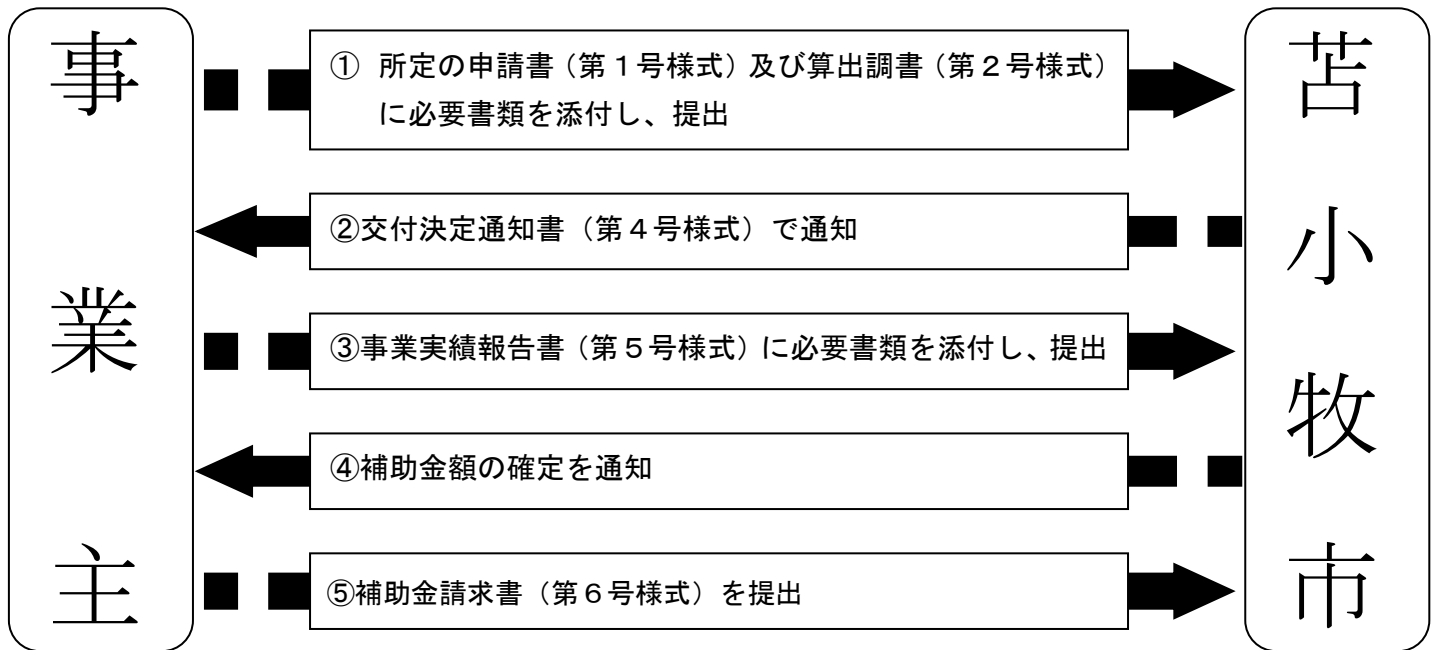 事業主
① 所定の申請書（第１号様式）及び算出調書（第２号様式）
に必要書類を添付し、提出
②交付決定通知書（第４号様式）で通知
③事業実績報告書（第５号様式）に必要書類を添付し、提出
④補助金額の確定を通知
⑤補助金請求書（第６号様式）を提出
苫小牧市